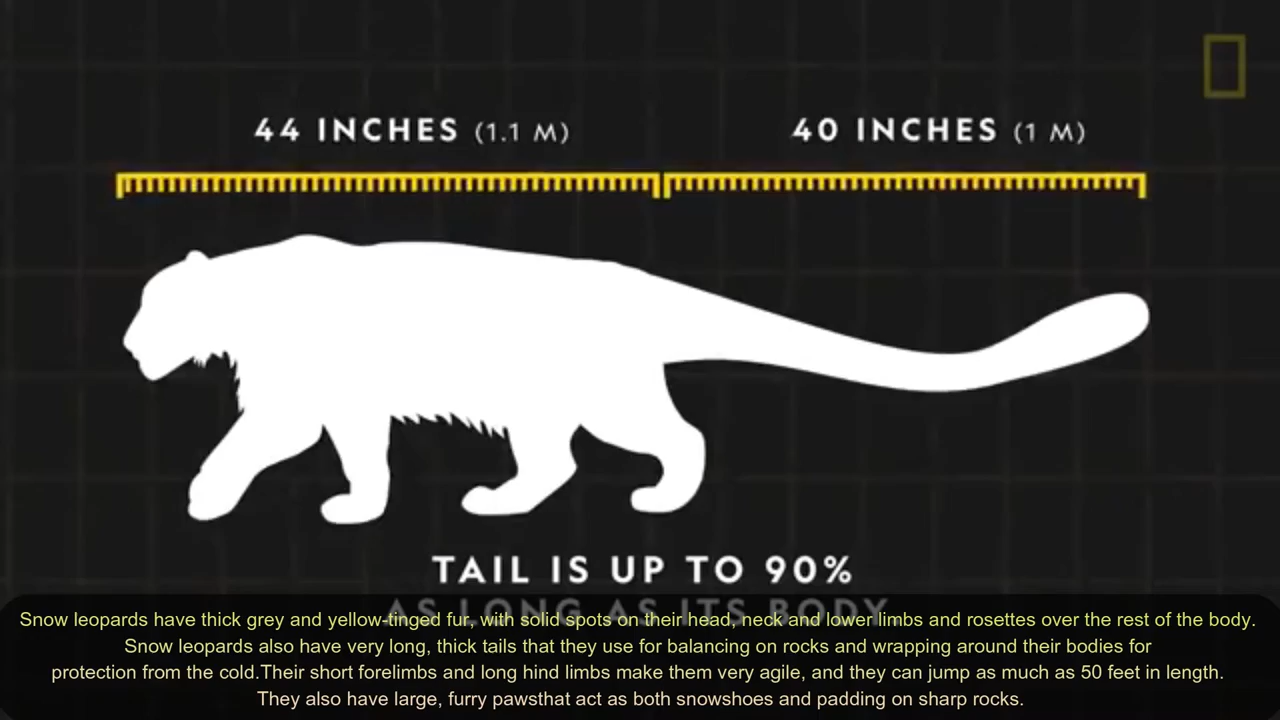 44 INCHES (1.1 M) 40 INCHES (1 M)
TAIL IS UP TO 90%
AS LONG AS ITS BODY
Snow leopards have thick grey and yellow-tinged fur, with solid spots on their head, neck and lower limbs and rosettes over the rest of the body.
Snow leopards also have very long, thick tails that they use for balancing on rocks and wrapping around their bodies for
protection from the cold.Their short forelimbs and long hind limbs make them very agile, and they can jump as much as 50 feet in length.
They also have large, furry pawsthat act as both snowshoes and padding on sharp rocks.